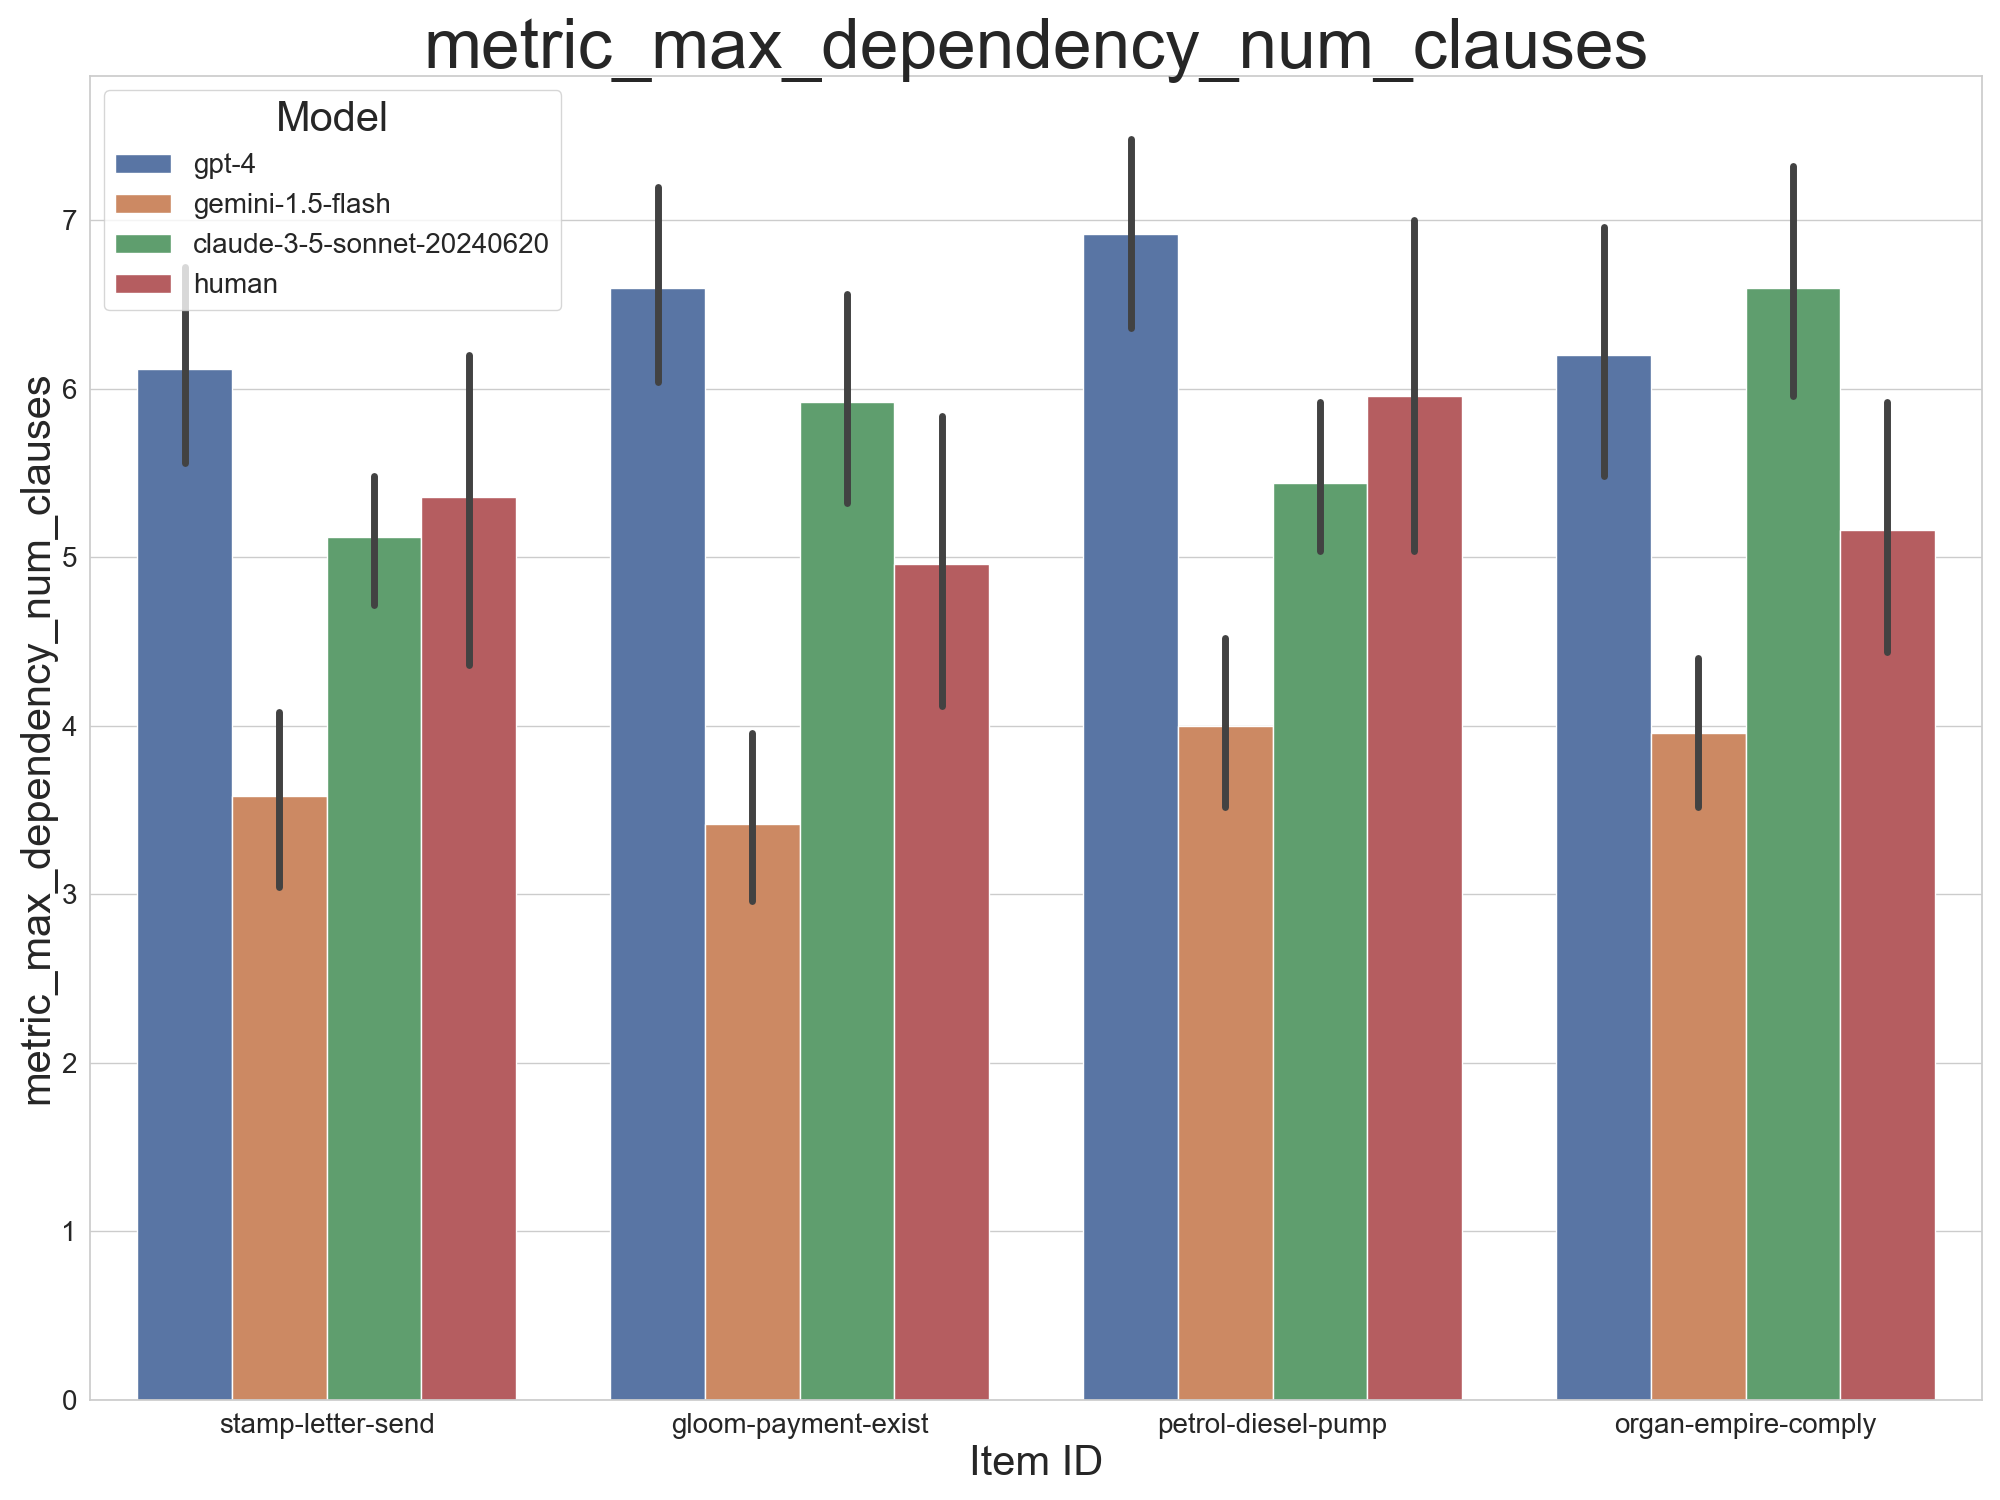 metric_max_dependency_num_clauses
Model
gpt-4
gemini-1.5-flash
claude-3-5-sonnet-20240620
human
metric_max_dependency_num_clauses
7
6
5
4
3
2
1
0
stamp-letter-send
gloom-payment-exist
petrol-diesel-pump
organ-empire-comply
Item ID